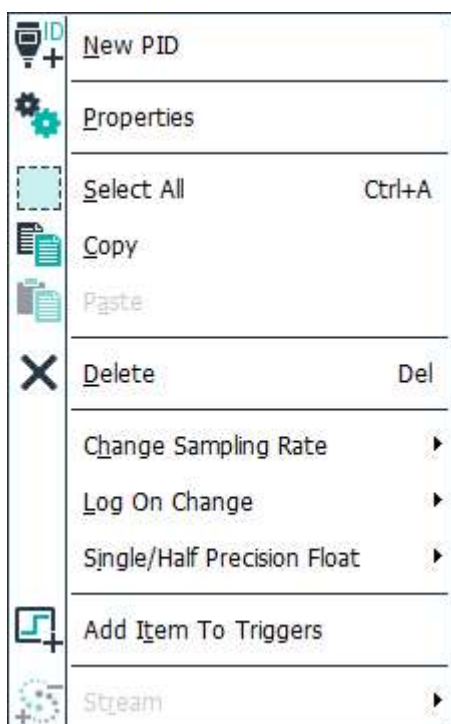 ID
New PID
Properties
Select All Ctrl+A
Copy
Paste
Delete Del
Change Sampling Rate
Log On Change
Single/Half Precision Float
Add Item To Triggers
Stream